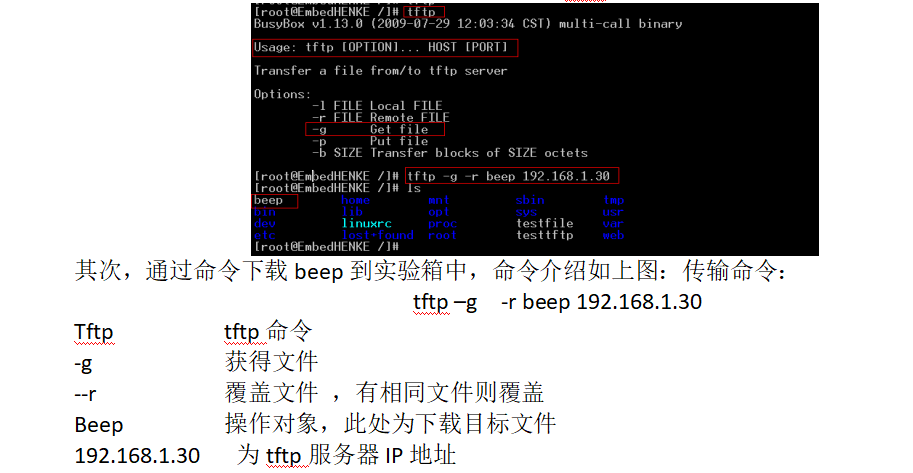 [root@EmbedHENKE /]# tftp
BusyBox v1.13.0 (2009-07-29 12:03:34 CST) multi-call binary
Usage: tftp [OPTION]... HOST [PORT]
Transfer a file from/to tftp server
Options:
-l FILE Local FILE
-r FILE Remote FILE
-g Get file
-p Put file
-b SIZE Transfer blocks of SIZE octets
[root@EmbedHENKE /]# tftp -g -r beep 192.168.1.30
[root@EmbedHENKE /]# ls
beep home mnt sbin tmp
bin lib opt sys usr
dev linuxrc proc testfile var
etc lost+found root testtftp web
[root@EmbedHENKE /]#
其次，通过命令下载 beep 到实验箱中，命令介绍如上图：传输命令：
tftp –g -r beep 192.168.1.30
Tftp tftp 命令
-g 获得文件
--r 覆盖文件 ，有相同文件则覆盖
Beep 操作对象，此处为下载目标文件
192.168.1.30 为 tftp 服务器 IP 地址